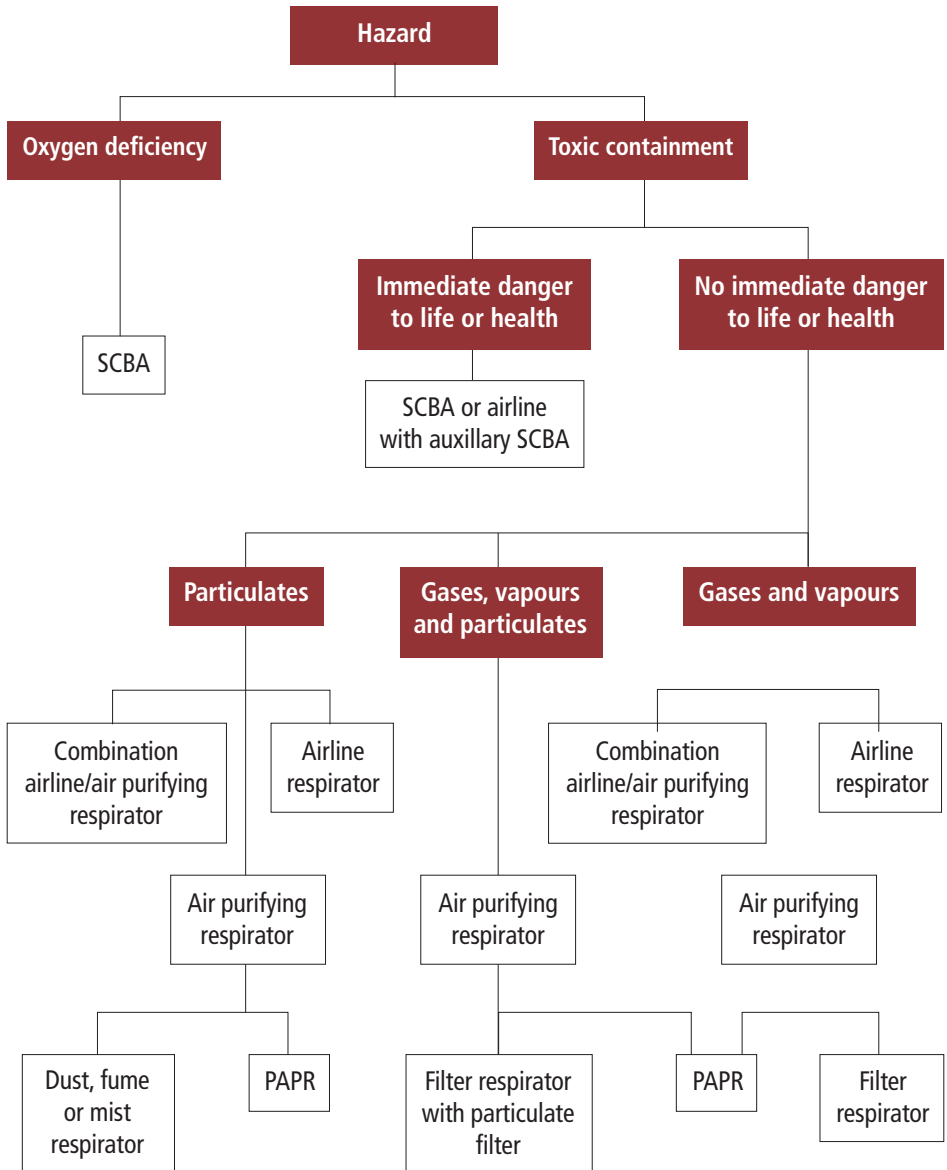 Hazard
Oxygen deficiency
Toxic containment
Immediate danger
to life or health
No immediate danger
to life or health
SCBA
SCBA or airline
with auxillary SCBA
Particulates
Gases, vapours
and particulates
Gases and vapours
Combination
airline/air purifying
respirator
Airline
respirator
Combination
airline/air purifying
respirator
Airline
respirator
Air purifying
respirator
Air purifying
respirator
Air purifying
respirator
Dust, fume
or mist
respirator
PAPR
Filter respirator
with particulate
filter
PAPR
Filter
respirator